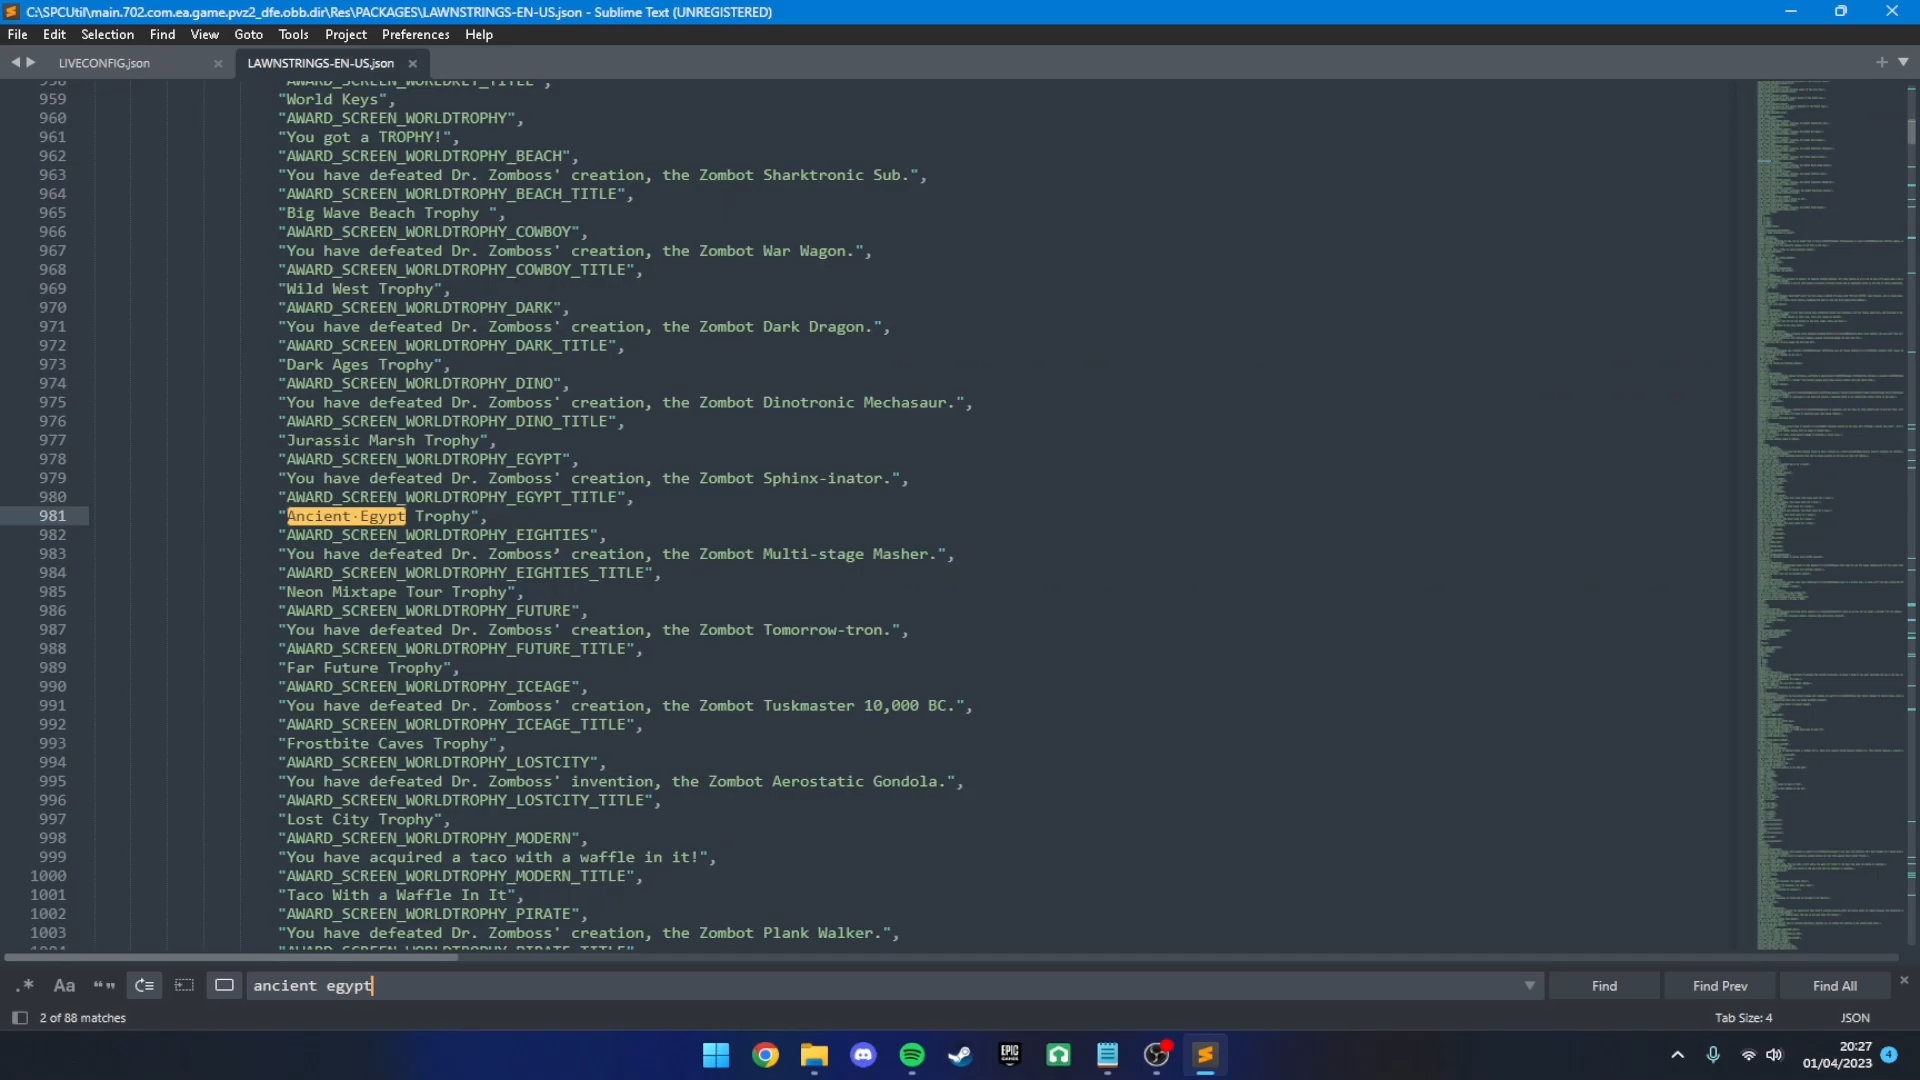 C:\SPCUtil\main.702.com.ea.game.pvz2_dfe.obb.dir\Res\PACKAGES\LAWNSTRINGS-EN-US.json - Sublime Text (UNREGISTERED)
File Edit Selection Find View Goto Tools Project Preferences Help
LIVECONFIG.json LAWNSTRINGS-EN-US.json
958 "AWARD_SCREEN_WORLDKEY_TITLE",
959 "World Keys",
960 "AWARD_SCREEN_WORLDTROPHY",
961 "You got a TROPHY!",
962 "AWARD_SCREEN_WORLDTROPHY_BEACH",
963 "You have defeated Dr. Zomboss' creation, the Zombot Sharktronic Sub.",
964 "AWARD_SCREEN_WORLDTROPHY_BEACH_TITLE",
965 "Big Wave Beach Trophy ",
966 "AWARD_SCREEN_WORLDTROPHY_COWBOY",
967 "You have defeated Dr. Zomboss' creation, the Zombot War Wagon.",
968 "AWARD_SCREEN_WORLDTROPHY_COWBOY_TITLE",
969 "Wild West Trophy",
970 "AWARD_SCREEN_WORLDTROPHY_DARK",
971 "You have defeated Dr. Zomboss' creation, the Zombot Dark Dragon.",
972 "AWARD_SCREEN_WORLDTROPHY_DARK_TITLE",
973 "Dark Ages Trophy",
974 "AWARD_SCREEN_WORLDTROPHY_DINO",
975 "You have defeated Dr. Zomboss' creation, the Zombot Dinotronic Mechasaur.",
976 "AWARD_SCREEN_WORLDTROPHY_DINO_TITLE",
977 "Jurassic Marsh Trophy",
978 "AWARD_SCREEN_WORLDTROPHY_EGYPT",
979 "You have defeated Dr. Zomboss' creation, the Zombot Sphinx-inator.",
980 "AWARD_SCREEN_WORLDTROPHY_EGYPT_TITLE",
981 "Ancient·Egypt Trophy",
982 "AWARD_SCREEN_WORLDTROPHY_EIGHTIES",
983 "You have defeated Dr. Zomboss’ creation, the Zombot Multi-stage Masher.",
984 "AWARD_SCREEN_WORLDTROPHY_EIGHTIES_TITLE",
985 "Neon Mixtape Tour Trophy",
986 "AWARD_SCREEN_WORLDTROPHY_FUTURE",
987 "You have defeated Dr. Zomboss' creation, the Zombot Tomorrow-tron.",
988 "AWARD_SCREEN_WORLDTROPHY_FUTURE_TITLE",
989 "Far Future Trophy",
990 "AWARD_SCREEN_WORLDTROPHY_ICEAGE",
991 "You have defeated Dr. Zomboss' creation, the Zombot Tuskmaster 10,000 BC.",
992 "AWARD_SCREEN_WORLDTROPHY_ICEAGE_TITLE",
993 "Frostbite Caves Trophy",
994 "AWARD_SCREEN_WORLDTROPHY_LOSTCITY",
995 "You have defeated Dr. Zomboss' invention, the Zombot Aerostatic Gondola.",
996 "AWARD_SCREEN_WORLDTROPHY_LOSTCITY_TITLE",
997 "Lost City Trophy",
998 "AWARD_SCREEN_WORLDTROPHY_MODERN",
999 "You have acquired a taco with a waffle in it!",
1000 "AWARD_SCREEN_WORLDTROPHY_MODERN_TITLE",
1001 "Taco With a Waffle In It",
1002 "AWARD_SCREEN_WORLDTROPHY_PIRATE",
1003 "You have defeated Dr. Zomboss' creation, the Zombot Plank Walker.",
1004 "AWARD_SCREEN_WORLDTROPHY_PIRATE_TITLE",
.* Aa “” ancient egypt Find Find Prev Find All
2 of 88 matches Tab Size: 4 JSON
EPIC GAMES
20:27
01/04/2023 4